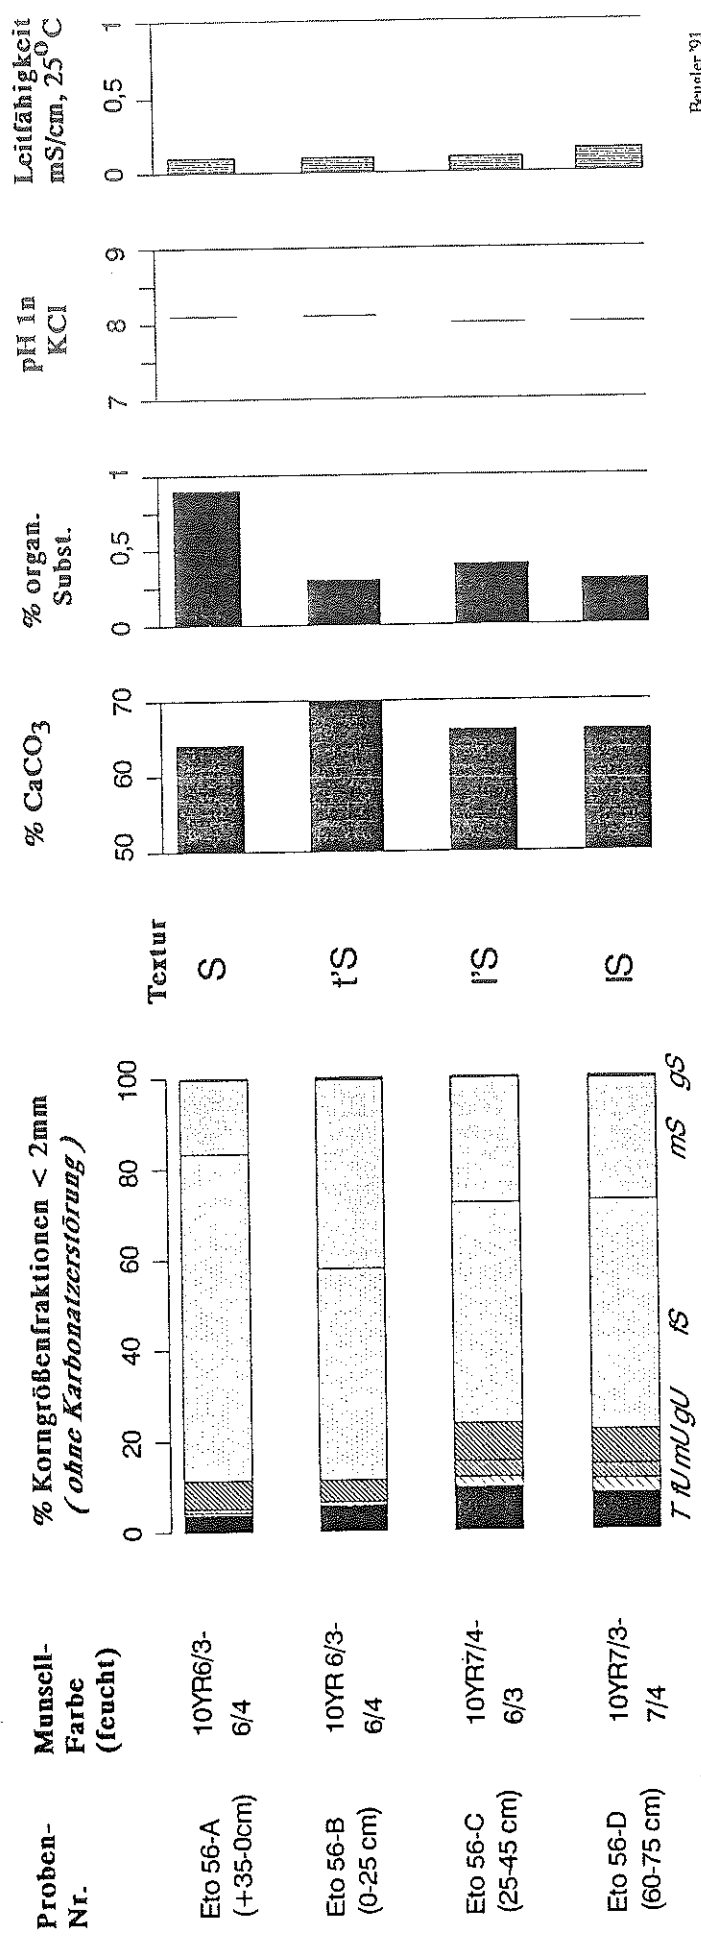 Proben-
Nr.
Munsell-
Farbe
(feucht)
% Korngrößenfraktionen < 2mm
( ohne Karbonatzerstörung )
0 20 40 60 80 100
Textur
% CaCO3
50 60 70
% organ.
Subst.
0 0,5 1
pH 1n
KCl
7 8 9
Leitfähigkeit
mS/cm, 25°C
0 0,5 1
Eto 56-A
(+35-0cm)
10YR6/3-
6/4
S
Eto 56-B
(0-25 cm)
10YR 6/3-
6/4
t'S
Eto 56-C
(25-45 cm)
10YR7/4-
6/3
l'S
Eto 56-D
(60-75 cm)
10YR7/3-
7/4
lS
T fU mU gU fS mS gS
'91